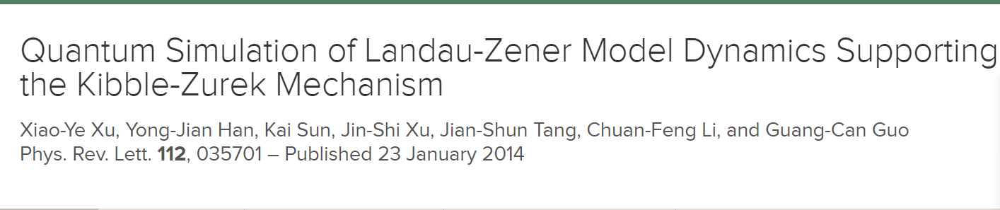 Quantum Simulation of Landau-Zener Model Dynamics Supporting
the Kibble-Zurek Mechanism
Xiao-Ye Xu, Yong-Jian Han, Kai Sun, Jin-Shi Xu, Jian-Shun Tang, Chuan-Feng Li, and Guang-Can Guo
Phys. Rev. Lett. 112, 035701 – Published 23 January 2014